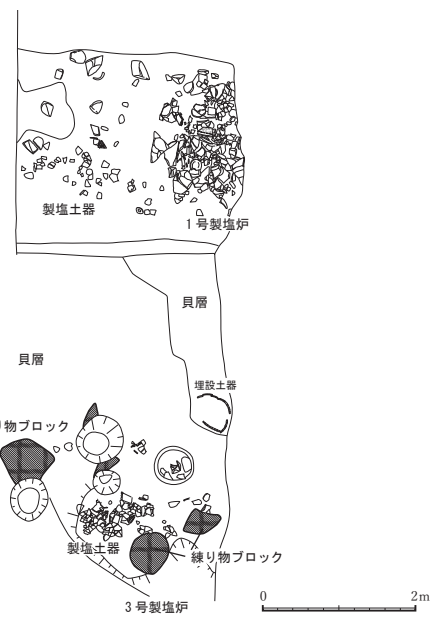 製塩土器
1号製塩炉
貝層
貝層
埋設土器
り物ブロック
製塩土器
練り物ブロック
3号製塩炉
0 2m